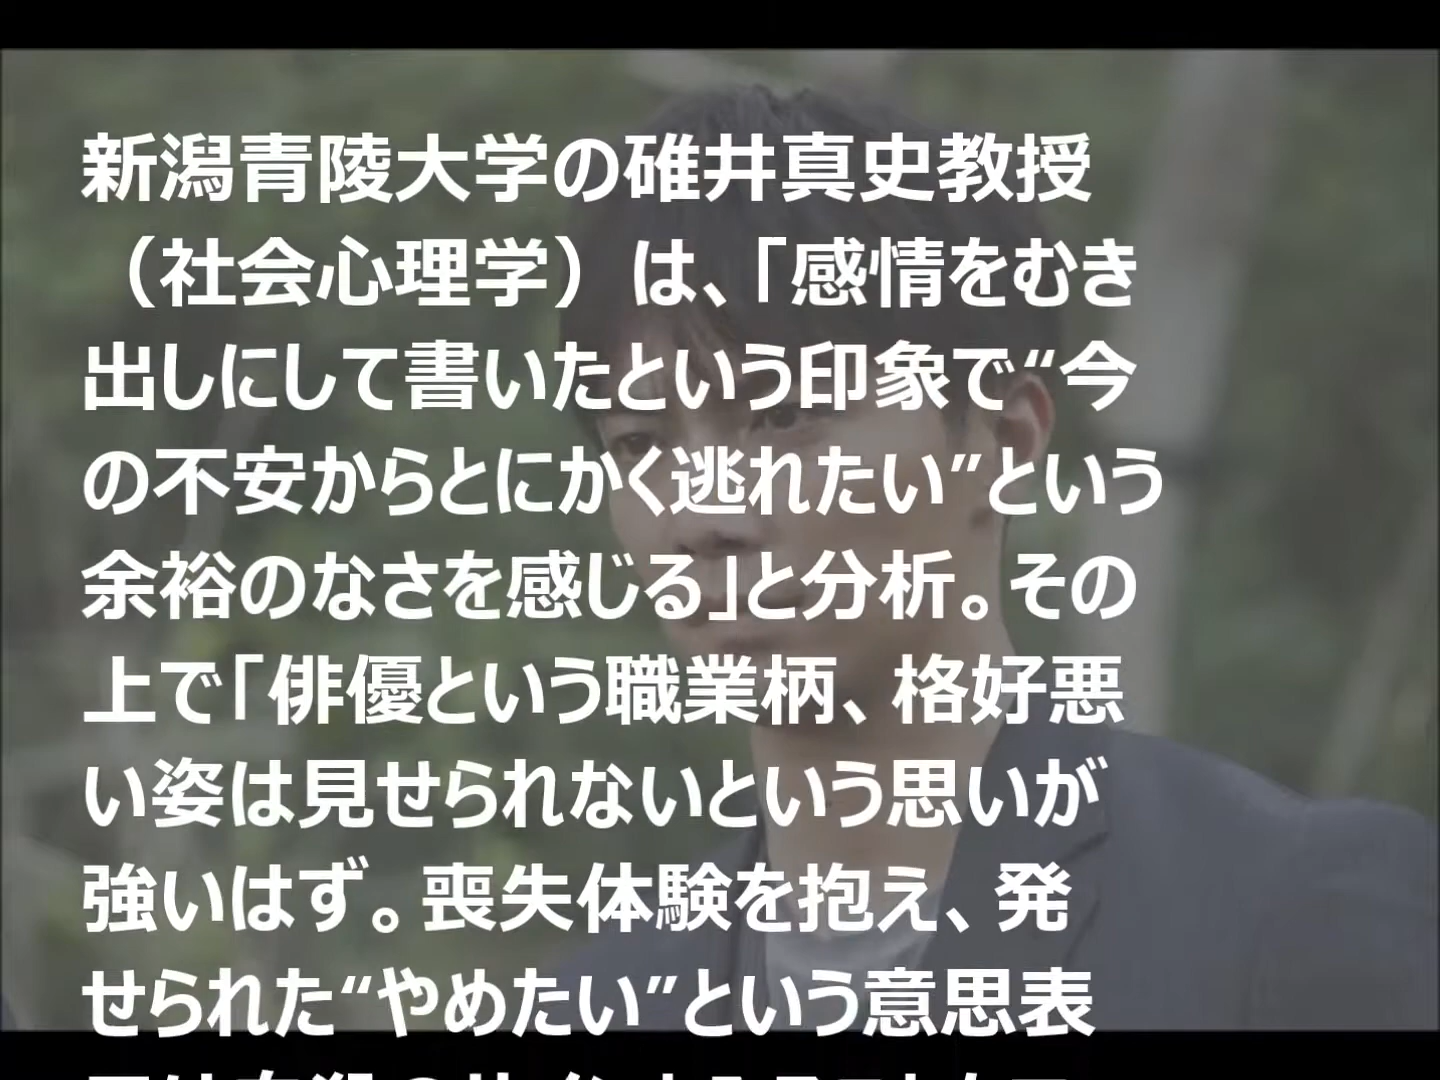 新潟青陵大学の碓井真史教授
（社会心理学）は、「感情をむき
出しにして書いたという印象で“今
の不安からとにかく逃れたい”という
余裕のなさを感じる」と分析。その
上で「俳優という職業柄、格好悪
い姿は見せられないという思いが
強いはず。喪失体験を抱え、発
せられた“やめたい”という意思表